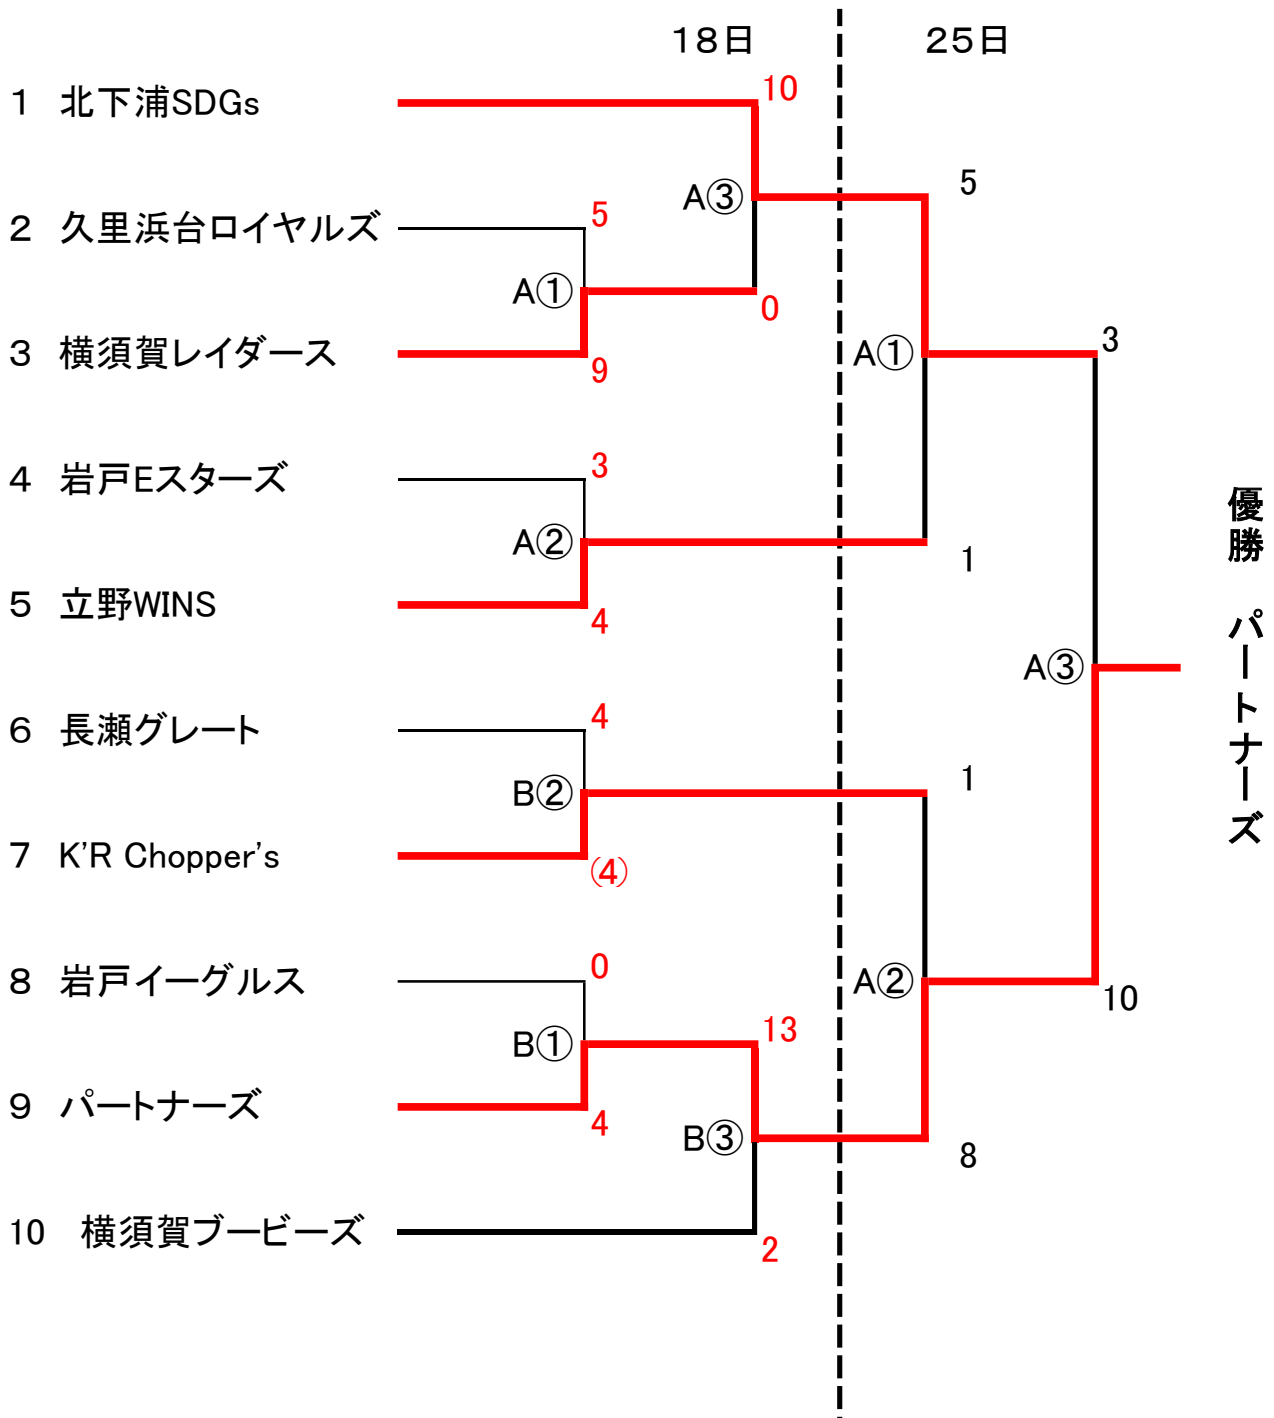 18日 25日
1 北下浦SDGs
10
A③
5
2 久里浜台ロイヤルズ
5
A①
0
3 横須賀レイダース
9
A①
3
4 岩戸Eスターズ
3
A②
1
5 立野WINS
4
A③
優勝 パートナーズ
6 長瀬グレート
4
B②
1
7 K'R Chopper's
(4)
8 岩戸イーグルス
0
A②
10
B①
13
9 パートナーズ
4
B③
8
10 横須賀ブービーズ
2